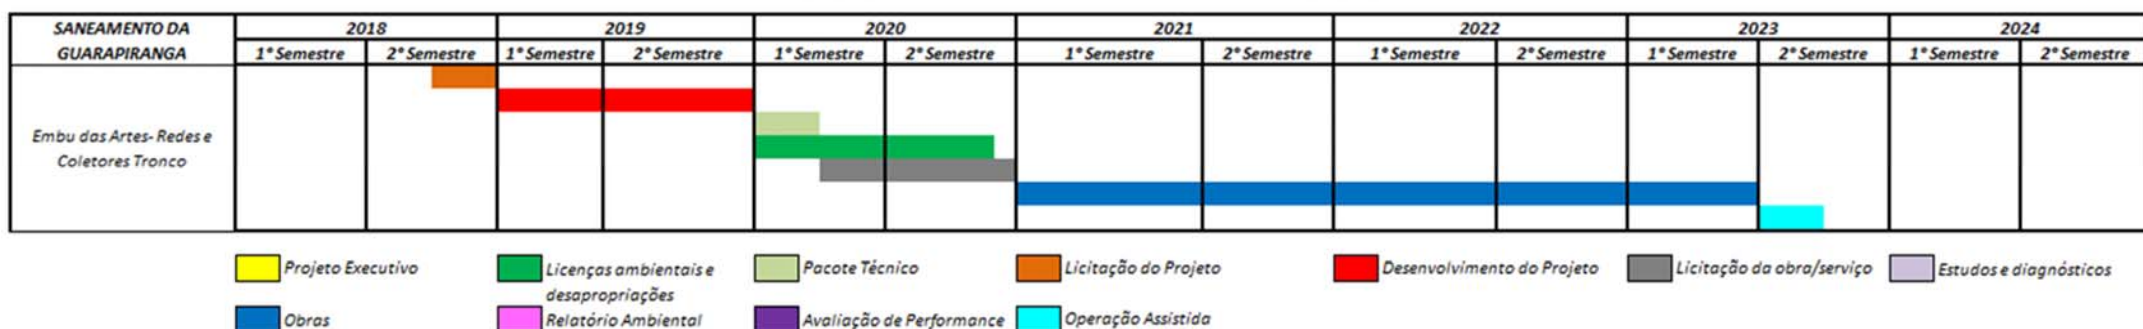 SANEAMENTO DA GUARAPIRANGA 2018 2019 2020 2021 2022 2023 2024
1° Semestre 2° Semestre 1° Semestre 2° Semestre 1° Semestre 2° Semestre 1° Semestre 2° Semestre 1° Semestre 2° Semestre 1° Semestre 2° Semestre 1° Semestre 2° Semestre
Embu das Artes- Redes e
Coletores Tronco
Projeto Executivo
Licenças ambientais e
desapropriações
Pacote Técnico
Licitação do Projeto
Desenvolvimento do Projeto
Licitação da obra/serviço
Estudos e diagnósticos
Obras
Relatório Ambiental
Avaliação de Performance
Operação Assistida